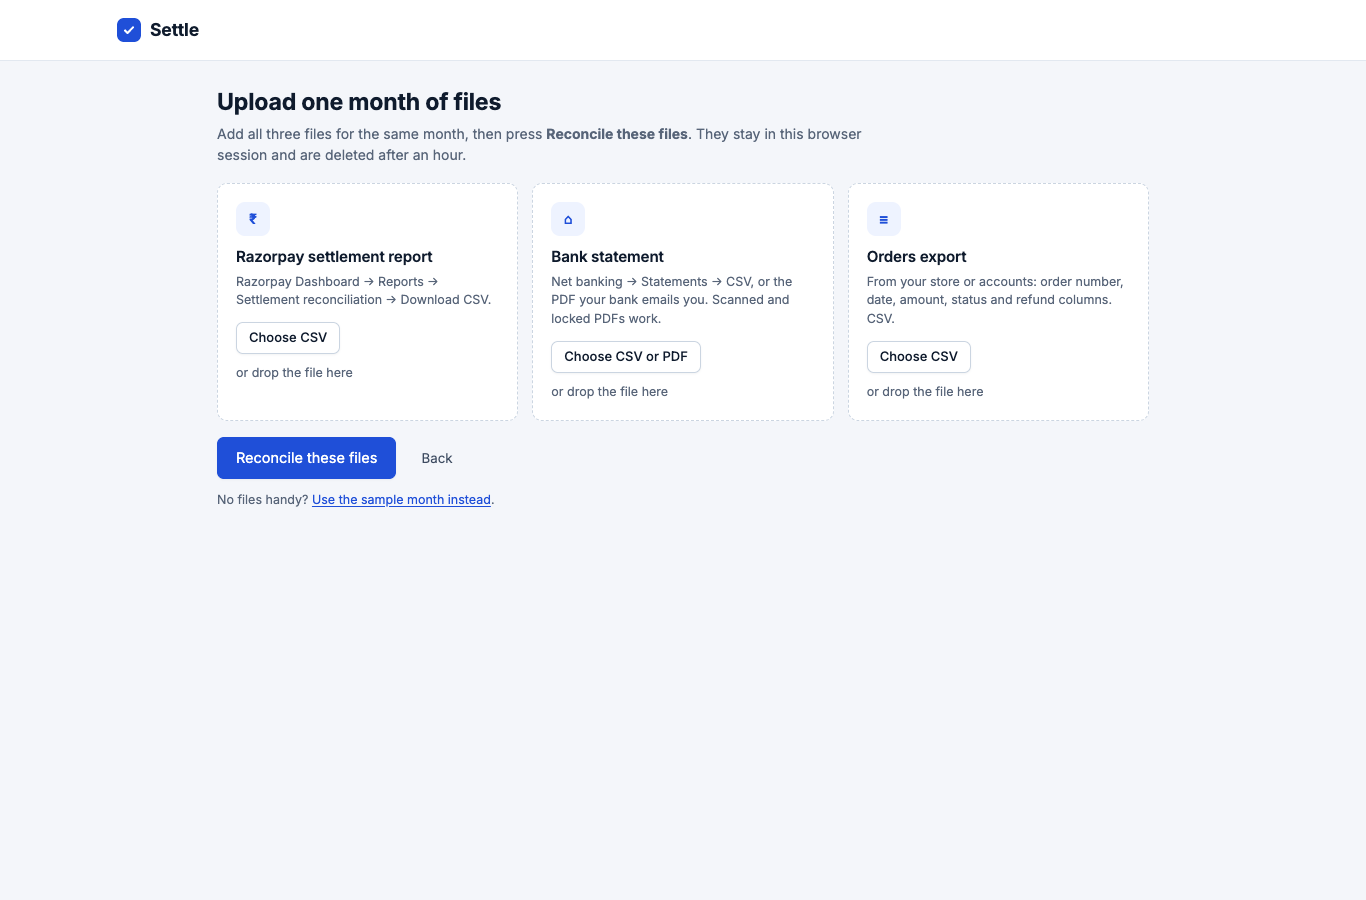 Settle
Upload one month of files
Add all three files for the same month, then press Reconcile these files. They stay in this browser
session and are deleted after an hour.
₹
Razorpay settlement report
Razorpay Dashboard → Reports →
Settlement reconciliation → Download CSV.
Choose CSV
or drop the file here
Bank statement
Net banking → Statements → CSV, or the
PDF your bank emails you. Scanned and
locked PDFs work.
Choose CSV or PDF
or drop the file here
Orders export
From your store or accounts: order number,
date, amount, status and refund columns.
CSV.
Choose CSV
or drop the file here
Reconcile these files
Back
No files handy? Use the sample month instead.